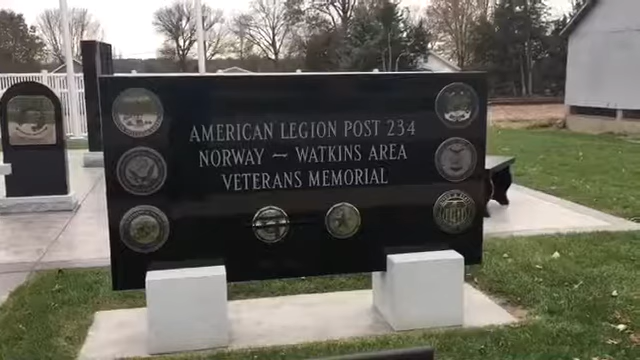 AMERICAN LEGION POST 234
NORWAY ~ WATKINS AREA
VETERANS MEMORIAL